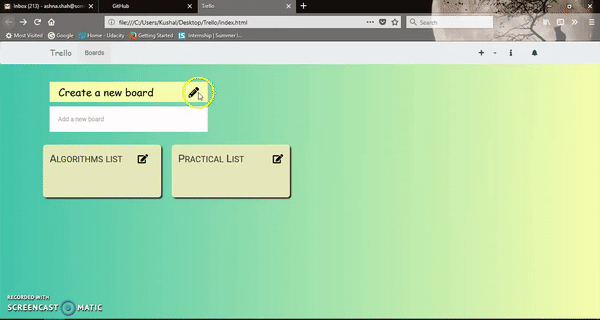 Inbox (213) - ashna.shah@som
GitHub
Trello
file:///C:/Users/Kushal/Desktop/Trello/index.html
Search
Most Visited
Google
Home - Udacity
Getting Started
Internship | Summer I...
Trello
Boards
Create a new board
Add a new board
Algorithms list
Practical List
RECORDED WITH
SCREENCAST MATIC